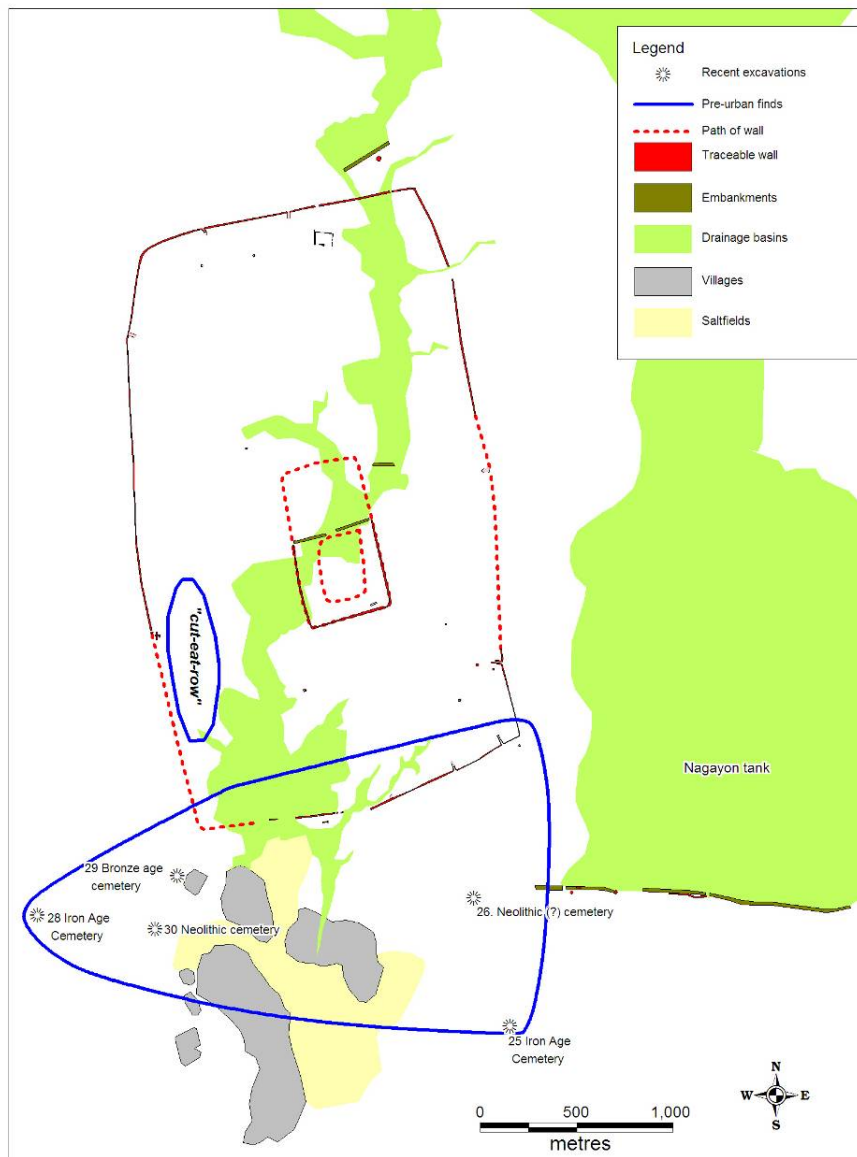 Legend
Recent excavations
Pre-urban finds
Path of wall
Traceable wall
Embankments
Drainage basins
Villages
Saltfields
"cut-eat-row"
Nagayon tank
29 Bronze age
cemetery
28 Iron Age
Cemetery
30 Neolithic cemetery
26. Neolithic (?) cemetery
25 Iron Age
Cemetery
N
W E
S
0 500 1,000
metres